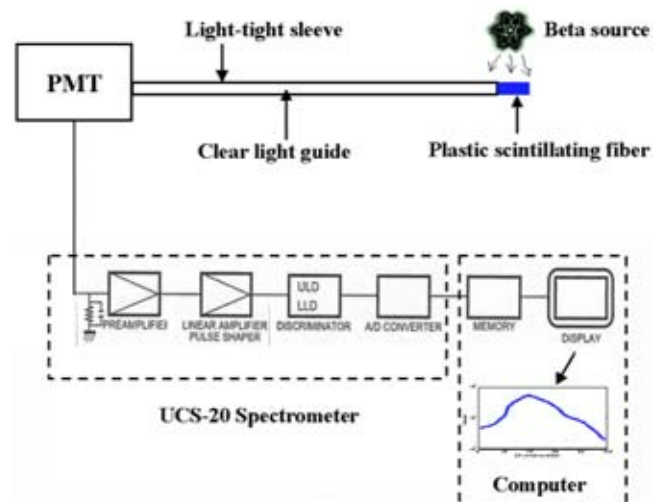 Light-tight sleeve
Beta source
PMT
Clear light guide
Plastic scintillating fiber
ULD
LLD
PREAMPLIFIE
LINEAR AMPLIFIER
PULSE SHAPER
DISCRIMINATOR
A/D CONVERTER
MEMORY
DISPLAY
UCS-20 Spectrometer
Computer